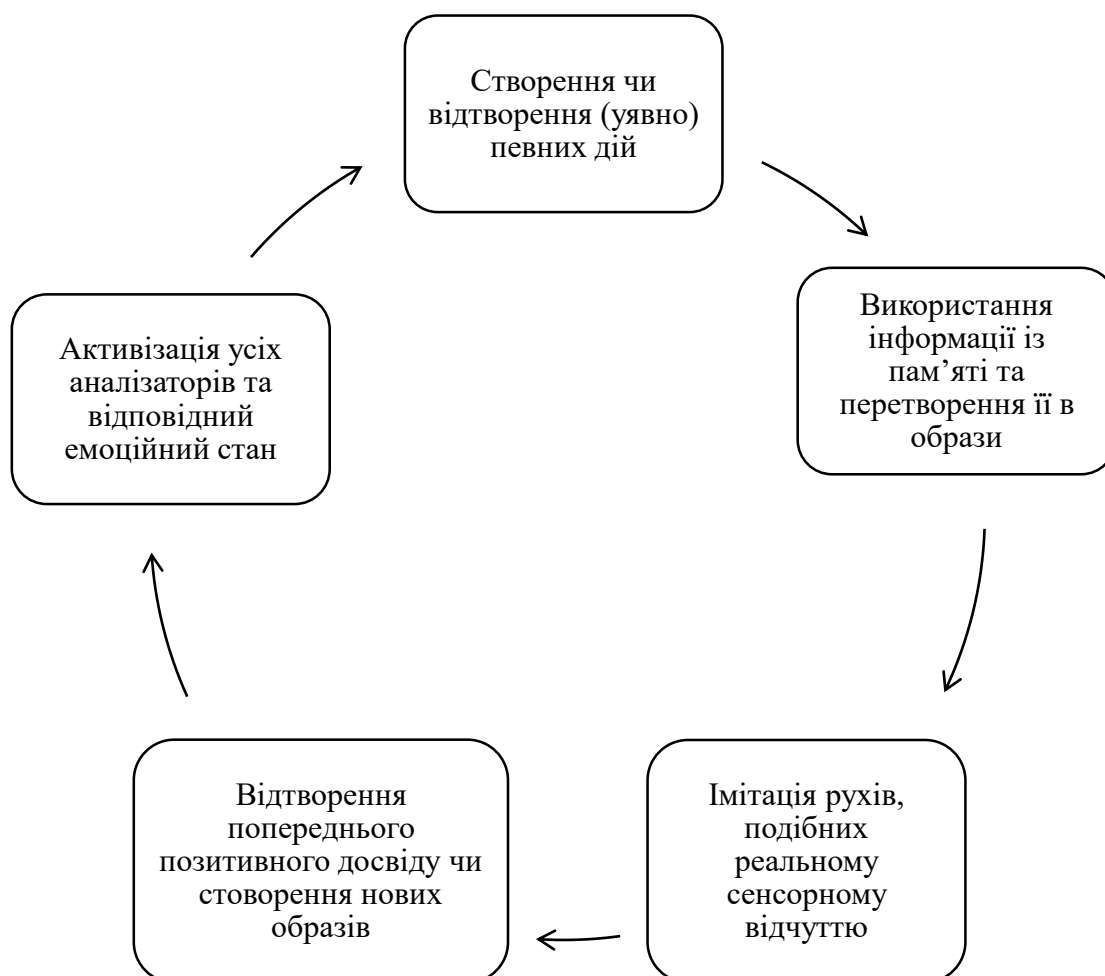 Створення чи
відтворення (уявно)
певних дій
Використання
інформації із
пам’яті та
перетворення її в
образи
Імітація рухів,
подібних
реальному
сенсорному
відчуттю
Відтворення
попереднього
позитивного досвіду чи
стоворення нових
образів
Активізація усіх
аналізаторів та
відповідний
емоційний стан